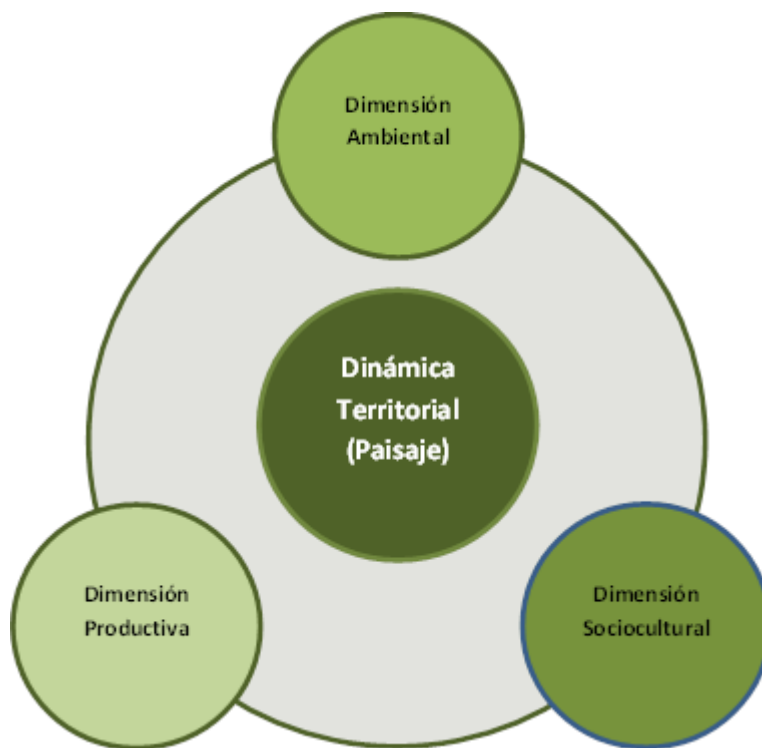 Dimensión
Ambiental
Dinámica
Territorial
(Paisaje)
Dimensión
Productiva
Dimensión
Sociocultural